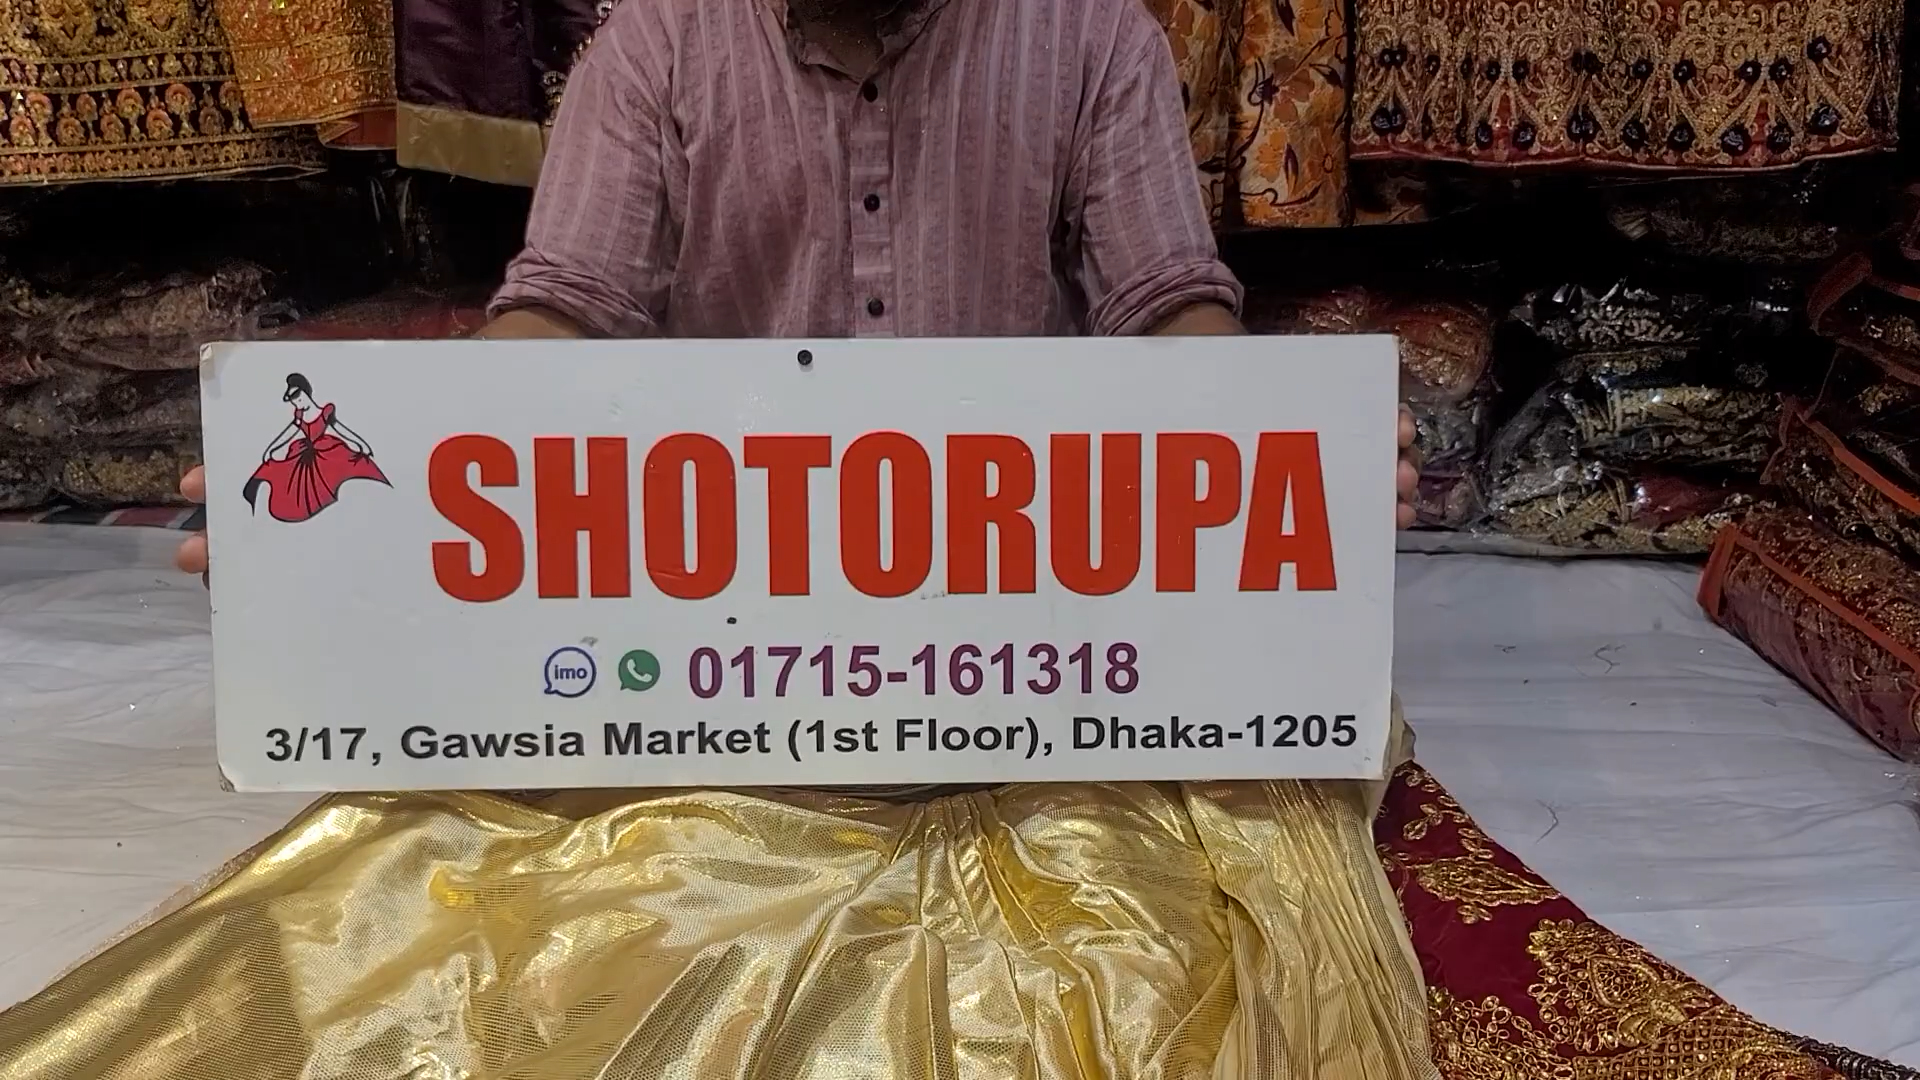 SHOTORUPA
imo 01715-161318
3/17, Gawsia Market (1st Floor), Dhaka-1205